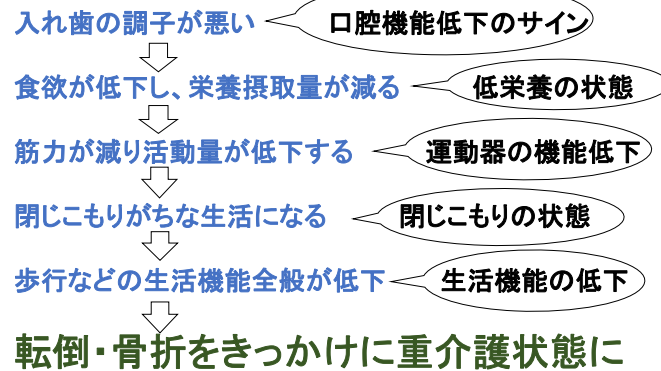 入れ歯の調子が悪い
口腔機能低下のサイン
食欲が低下し、栄養摂取量が減る
低栄養の状態
筋力が減り活動量が低下する
運動器の機能低下
閉じこもりがちな生活になる
閉じこもりの状態
歩行などの生活機能全般が低下
生活機能の低下
転倒・骨折をきっかけに重介護状態に